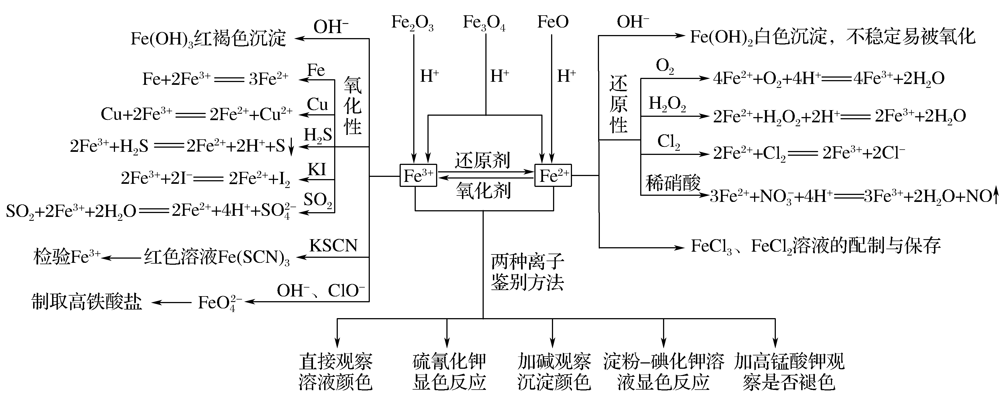 Fe₂O₃
Fe₃O₄
FeO
H⁺
H⁺
H⁺
OH⁻
Fe(OH)₃红褐色沉淀
氧化性
Fe
Fe+2Fe³⁺══3Fe²⁺
Cu
Cu+2Fe³⁺══2Fe²⁺+Cu²⁺
H₂S
2Fe³⁺+H₂S══2Fe²⁺+2H⁺+S↓
KI
2Fe³⁺+2I⁻══2Fe²⁺+I₂
SO₂
SO₂+2Fe³⁺+2H₂O══2Fe²⁺+4H⁺+SO₄²⁻
KSCN
检验Fe³⁺←红色溶液Fe(SCN)₃
OH⁻、ClO⁻
制取高铁酸盐←FeO₄²⁻
Fe³⁺
还原剂
氧化剂
Fe²⁺
OH⁻
Fe(OH)₂白色沉淀，不稳定易被氧化
还原性
O₂
4Fe²⁺+O₂+4H⁺══4Fe³⁺+2H₂O
H₂O₂
2Fe²⁺+H₂O₂+2H⁺══2Fe³⁺+2H₂O
Cl₂
2Fe²⁺+Cl₂══2Fe³⁺+2Cl⁻
稀硝酸
3Fe²⁺+NO₃⁻+4H⁺══3Fe³⁺+2H₂O+NO↑
FeCl₃、FeCl₂溶液的配制与保存
两种离子
鉴别方法
直接观察
溶液颜色
硫氰化钾
显色反应
加碱观察
沉淀颜色
淀粉–碘化钾溶
液显色反应
加高锰酸钾观
察是否褪色